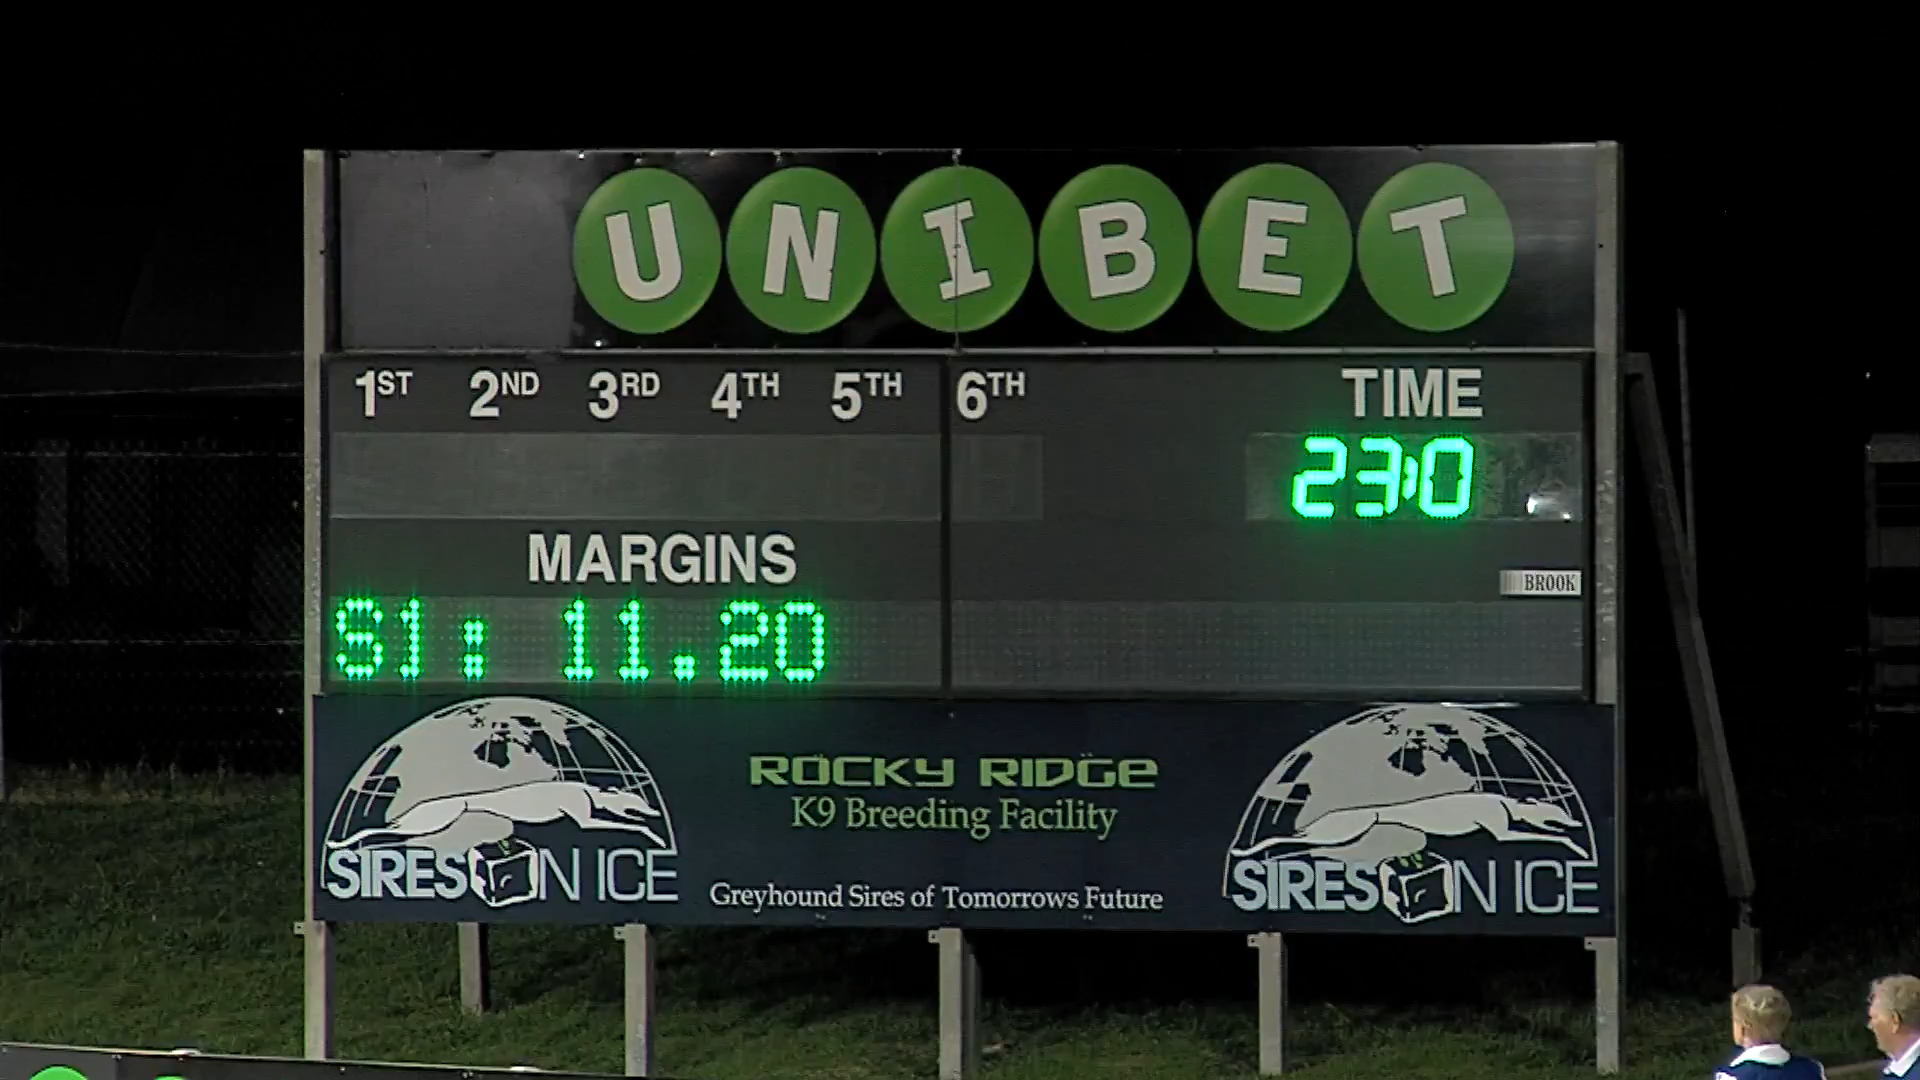 UNIBET
1ST 2ND 3RD 4TH 5TH 6TH TIME
23:0
MARGINS
BROOK
S1: 11.20
ROCKY RIDGE
K9 Breeding Facility
SIRES ON ICE
Greyhound Sires of Tomorrows Future
SIRES ON ICE